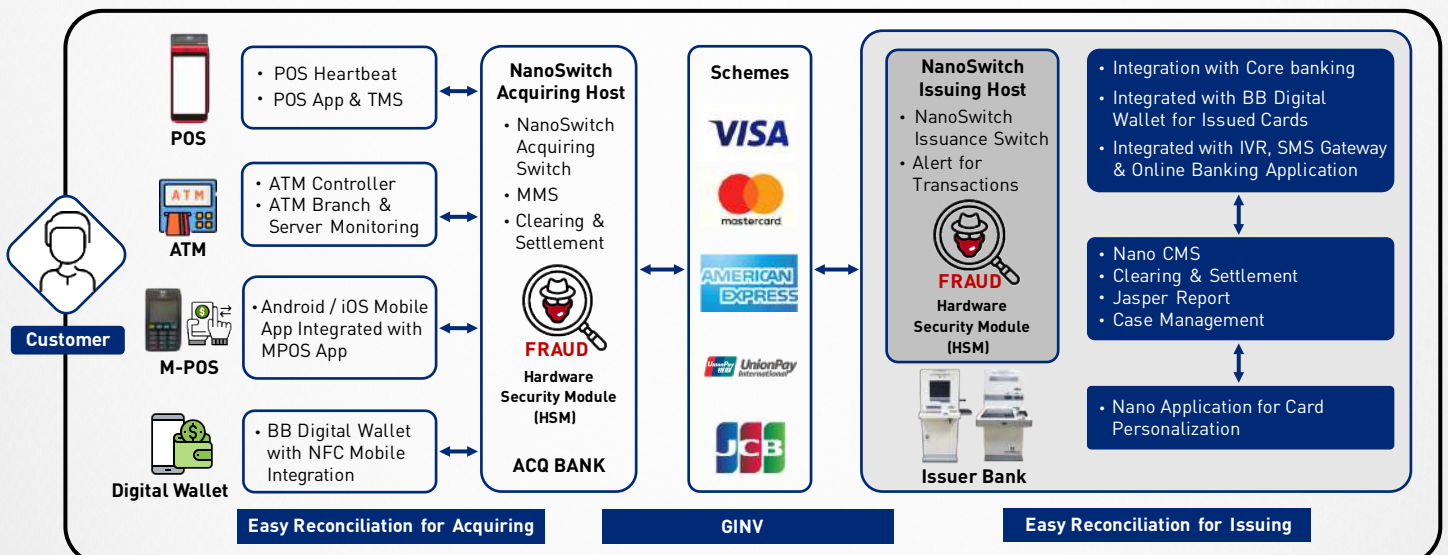 Customer
POS
ATM
ATM
M-POS
Digital Wallet
• POS Heartbeat
• POS App & TMS
• ATM Controller
• ATM Branch &
Server Monitoring
• Android / iOS Mobile
App Integrated with
MPOS App
• BB Digital Wallet
with NFC Mobile
Integration
NanoSwitch
Acquiring Host
• NanoSwitch
Acquiring
Switch
• MMS
• Clearing &
Settlement
FRAUD
Hardware
Security Module
(HSM)
ACQ BANK
Schemes
VISA
mastercard
AMERICAN
EXPRESS
UnionPay
UnionPay
International
JCB
NanoSwitch
Issuing Host
• NanoSwitch
Issuance Switch
• Alert for
Transactions
FRAUD
Hardware
Security Module
(HSM)
Issuer Bank
• Integration with Core banking
• Integrated with BB Digital
Wallet for Issued Cards
• Integrated with IVR, SMS Gateway
& Online Banking Application
• Nano CMS
• Clearing & Settlement
• Jasper Report
• Case Management
• Nano Application for Card
Personalization
Easy Reconciliation for Acquiring
GINV
Easy Reconciliation for Issuing